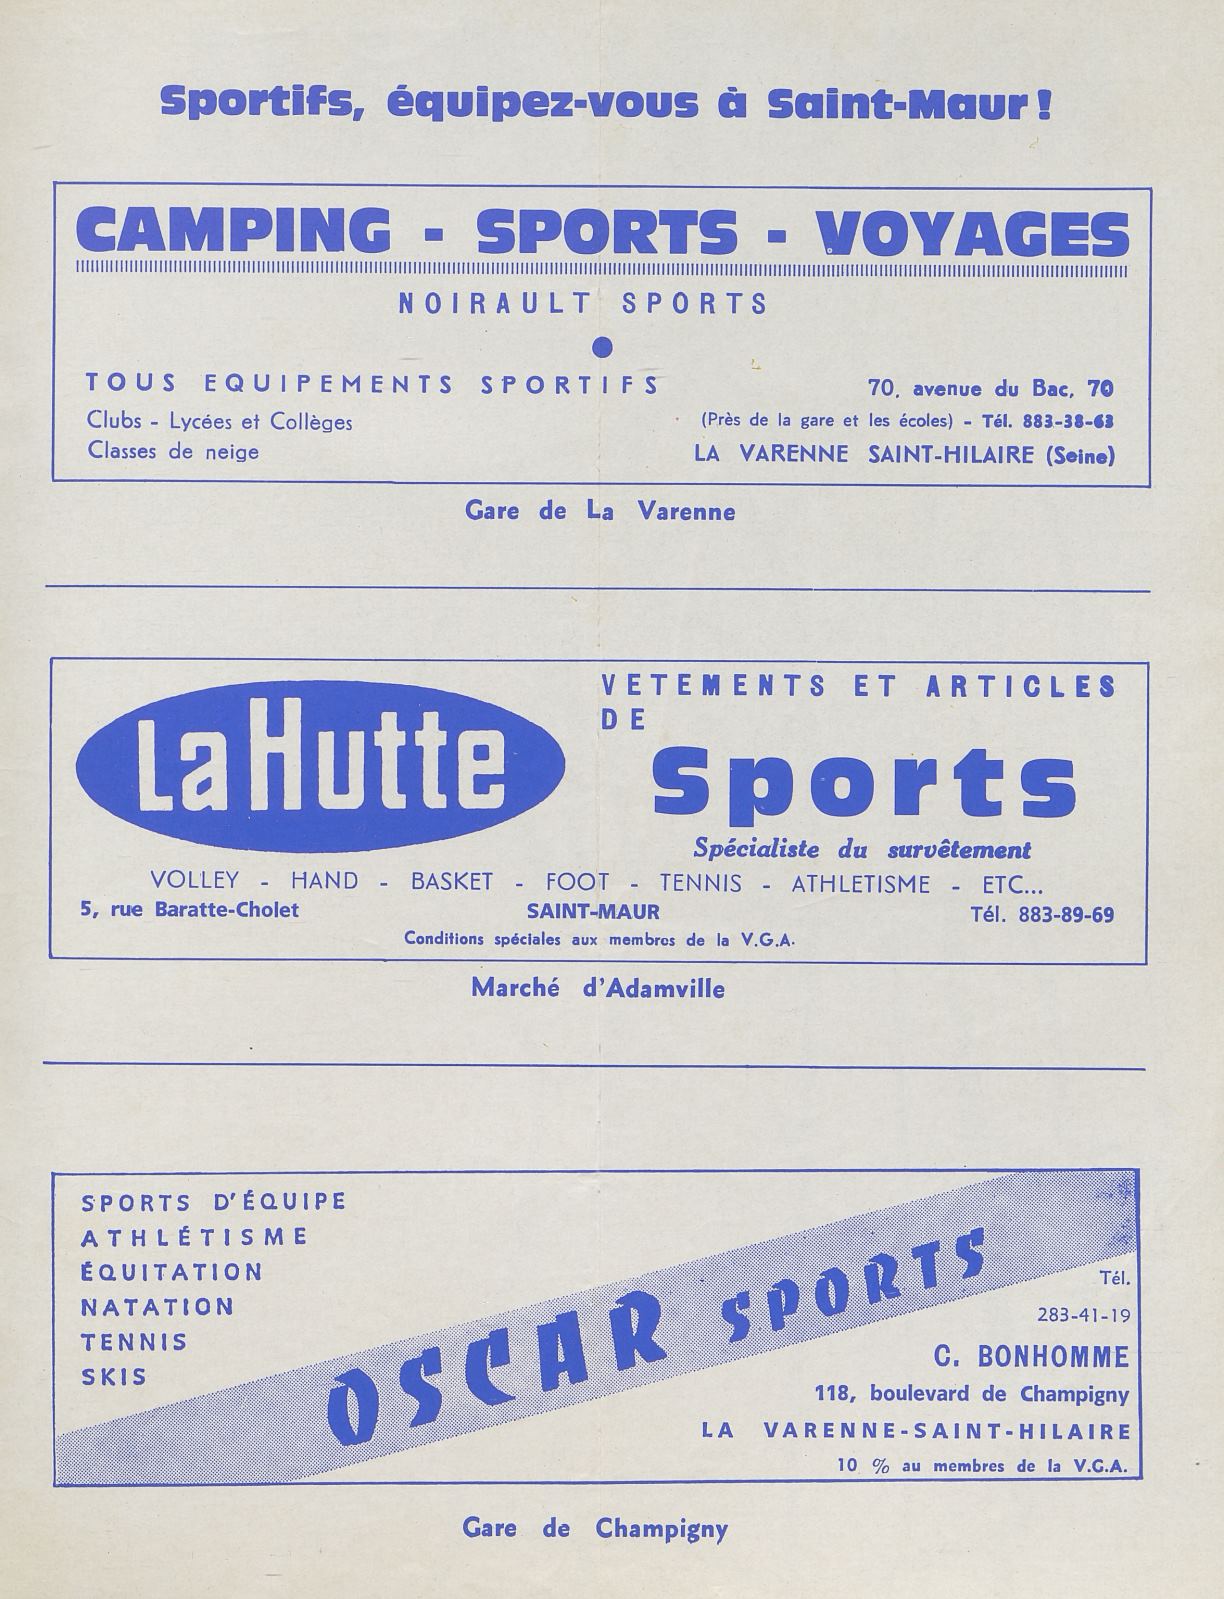 Sportifs, équipez-vous à Saint-Maur !
CAMPING - SPORTS - VOYAGES
NOIRAULT SPORTS
TOUS EQUIPEMENTS SPORTIFS
70, avenue du Bac, 70
Clubs - Lycées et Collèges
(Près de la gare et les écoles) - Tél. 883-38-63
Classes de neige
LA VARENNE SAINT-HILAIRE (Seine)
Gare de La Varenne
LaHutte
VETEMENTS ET ARTICLES
DE
Sports
Spécialiste du survêtement
VOLLEY - HAND - BASKET - FOOT - TENNIS - ATHLETISME - ETC...
5, rue Baratte-Cholet SAINT-MAUR Tél. 883-89-69
Conditions spéciales aux membres de la V.G.A.
Marché d'Adamville
SPORTS D'ÉQUIPE
ATHLÉTISME
ÉQUITATION
NATATION
TENNIS
SKIS
OSCAR SPORTS
Tél.
283-41-19
C. BONHOMME
118, boulevard de Champigny
LA VARENNE-SAINT-HILAIRE
10 % au membres de la V.G.A.
Gare de Champigny